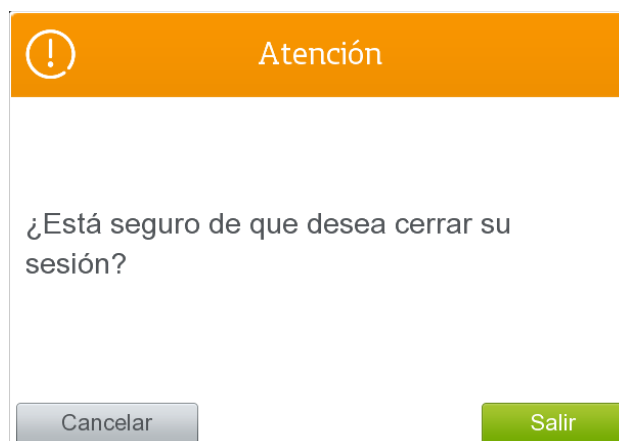 Atención
¿Está seguro de que desea cerrar su
sesión?
Cancelar
Salir